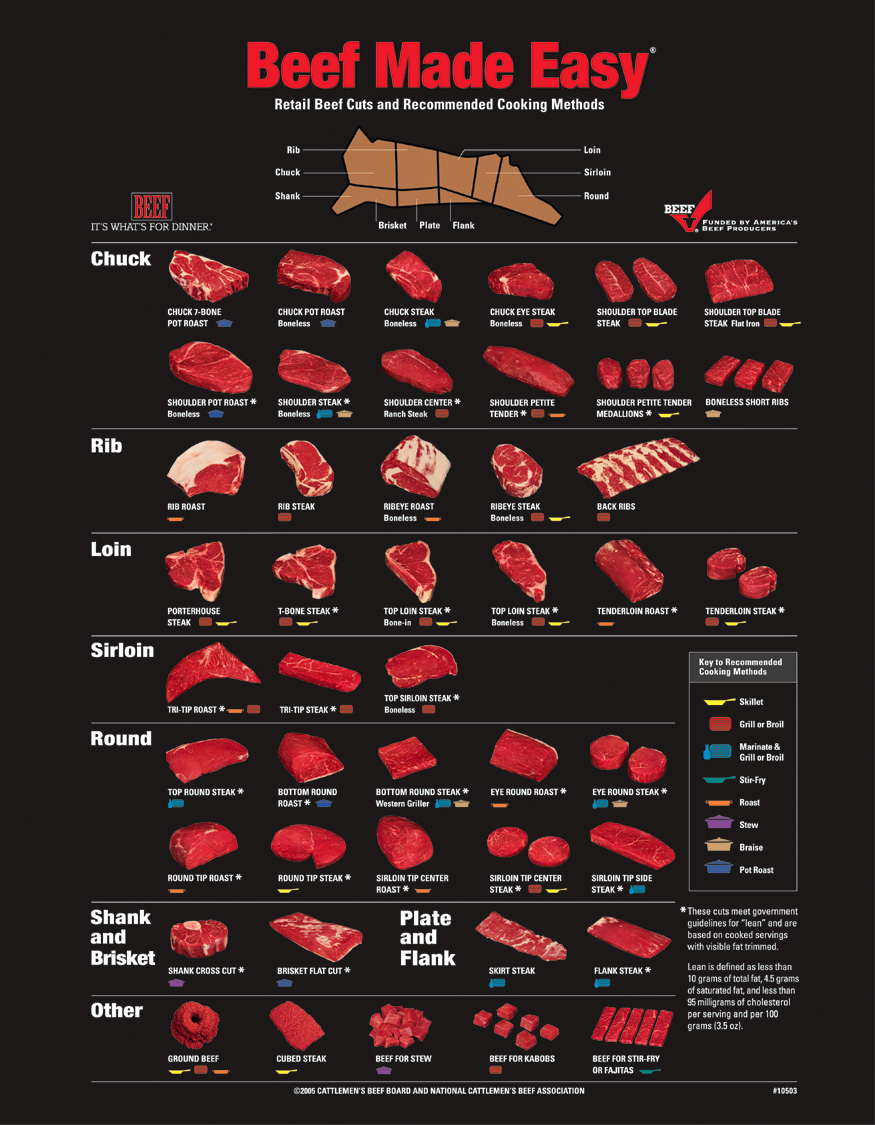 Beef Made Easy®
Retail Beef Cuts and Recommended Cooking Methods
Rib
Loin
Chuck
Sirloin
Shank
Round
Brisket
Plate
Flank
BEEF
IT'S WHAT'S FOR DINNER.®
BEEF
FUNDED BY AMERICA'S
BEEF PRODUCERS
Chuck
CHUCK 7-BONE
POT ROAST
CHUCK POT ROAST
Boneless
CHUCK STEAK
Boneless
CHUCK EYE STEAK
Boneless
SHOULDER TOP BLADE
STEAK
SHOULDER TOP BLADE
STEAK Flat Iron
SHOULDER POT ROAST *
Boneless
SHOULDER STEAK *
Boneless
SHOULDER CENTER *
Ranch Steak
SHOULDER PETITE
TENDER *
SHOULDER PETITE TENDER
MEDALLIONS *
BONELESS SHORT RIBS
Rib
RIB ROAST
RIB STEAK
RIBEYE ROAST
Boneless
RIBEYE STEAK
Boneless
BACK RIBS
Loin
PORTERHOUSE
STEAK
T-BONE STEAK *
TOP LOIN STEAK *
Bone-in
TOP LOIN STEAK *
Boneless
TENDERLOIN ROAST *
TENDERLOIN STEAK *
Sirloin
TRI-TIP ROAST *
TRI-TIP STEAK *
TOP SIRLOIN STEAK *
Boneless
Key to Recommended
Cooking Methods
Skillet
Grill or Broil
Marinate &
Grill or Broil
Stir-Fry
Roast
Stew
Braise
Pot Roast
Round
TOP ROUND STEAK *
BOTTOM ROUND
ROAST *
BOTTOM ROUND STEAK *
Western Griller
EYE ROUND ROAST *
EYE ROUND STEAK *
ROUND TIP ROAST *
ROUND TIP STEAK *
SIRLOIN TIP CENTER
ROAST *
SIRLOIN TIP CENTER
STEAK *
SIRLOIN TIP SIDE
STEAK *
Shank
and
Brisket
SHANK CROSS CUT *
BRISKET FLAT CUT *
Plate
and
Flank
SKIRT STEAK
FLANK STEAK *
*These cuts meet government
guidelines for "lean" and are
based on cooked servings
with visible fat trimmed.
Lean is defined as less than
10 grams of total fat, 4.5 grams
of saturated fat, and less than
95 milligrams of cholesterol
per serving and per 100
grams (3.5 oz).
Other
GROUND BEEF
CUBED STEAK
BEEF FOR STEW
BEEF FOR KABOBS
BEEF FOR STIR-FRY
OR FAJITAS
©2005 CATTLEMEN'S BEEF BOARD AND NATIONAL CATTLEMEN'S BEEF ASSOCIATION
#10503